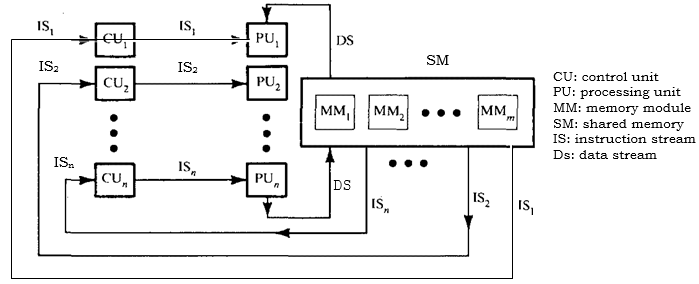 IS₁ IS₁
CU₁ PU₁ DS
SM
IS₂ IS₂
CU₂ PU₂
MM₁ MM₂ • • • MMₘ
CU: control unit
PU: processing unit
MM: memory module
SM: shared memory
IS: instruction stream
Ds: data stream
ISₙ ISₙ
CUₙ PUₙ DS
ISₙ IS₂ IS₁